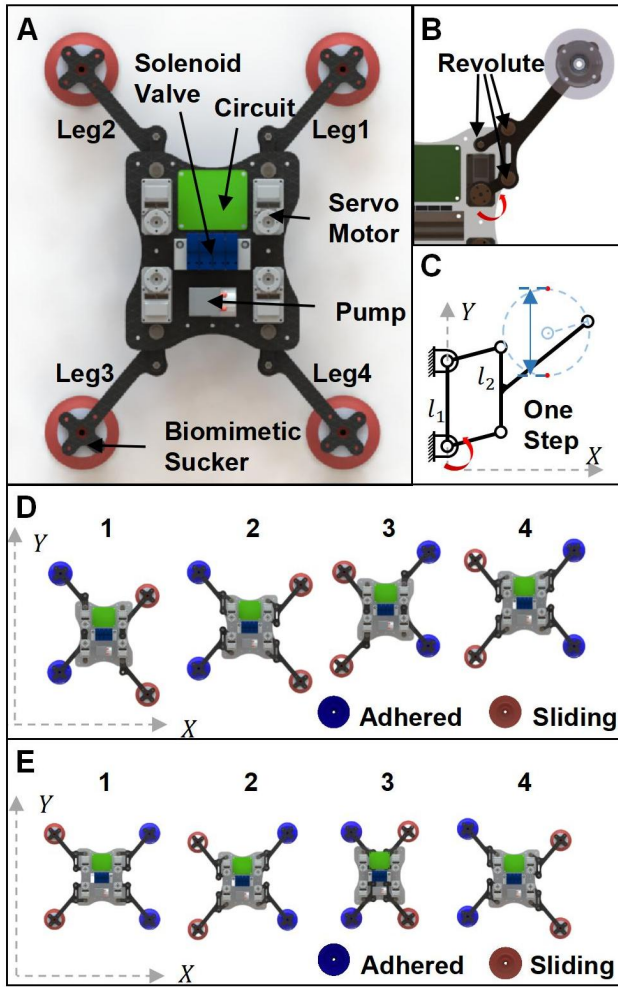 A
Solenoid
Valve
Circuit
Leg2
Leg1
Servo
Motor
Pump
Leg3
Leg4
Biomimetic
Sucker
B
Revolute
C
Y
l₂
l₁
One
Step
X
D
1 2 3 4
Y
X
Adhered Sliding
E
1 2 3 4
Y
X
Adhered Sliding